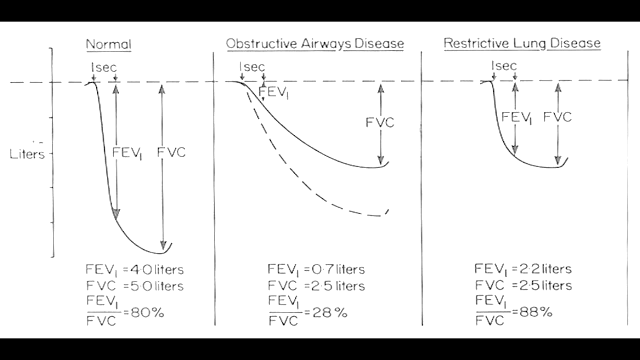 Normal
Obstructive Airways Disease
Restrictive Lung Disease
1sec
1sec
1sec
Liters
FEV₁
FVC
FEV₁
FVC
FEV₁
FVC
FEV₁ = 4·0 liters
FVC = 5·0 liters
FEV₁
FVC = 80%
FEV₁ = 0·7 liters
FVC = 2·5 liters
FEV₁
FVC = 28%
FEV₁ = 2·2 liters
FVC = 2·5 liters
FEV₁
FVC = 88%